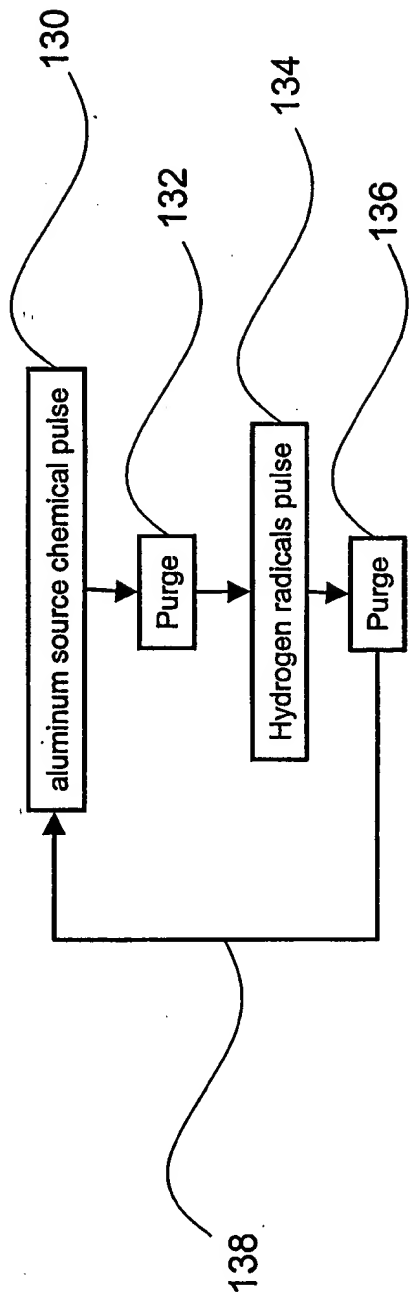 aluminum source chemical pulse
130
Purge
132
Hydrogen radicals pulse
134
Purge
136
138